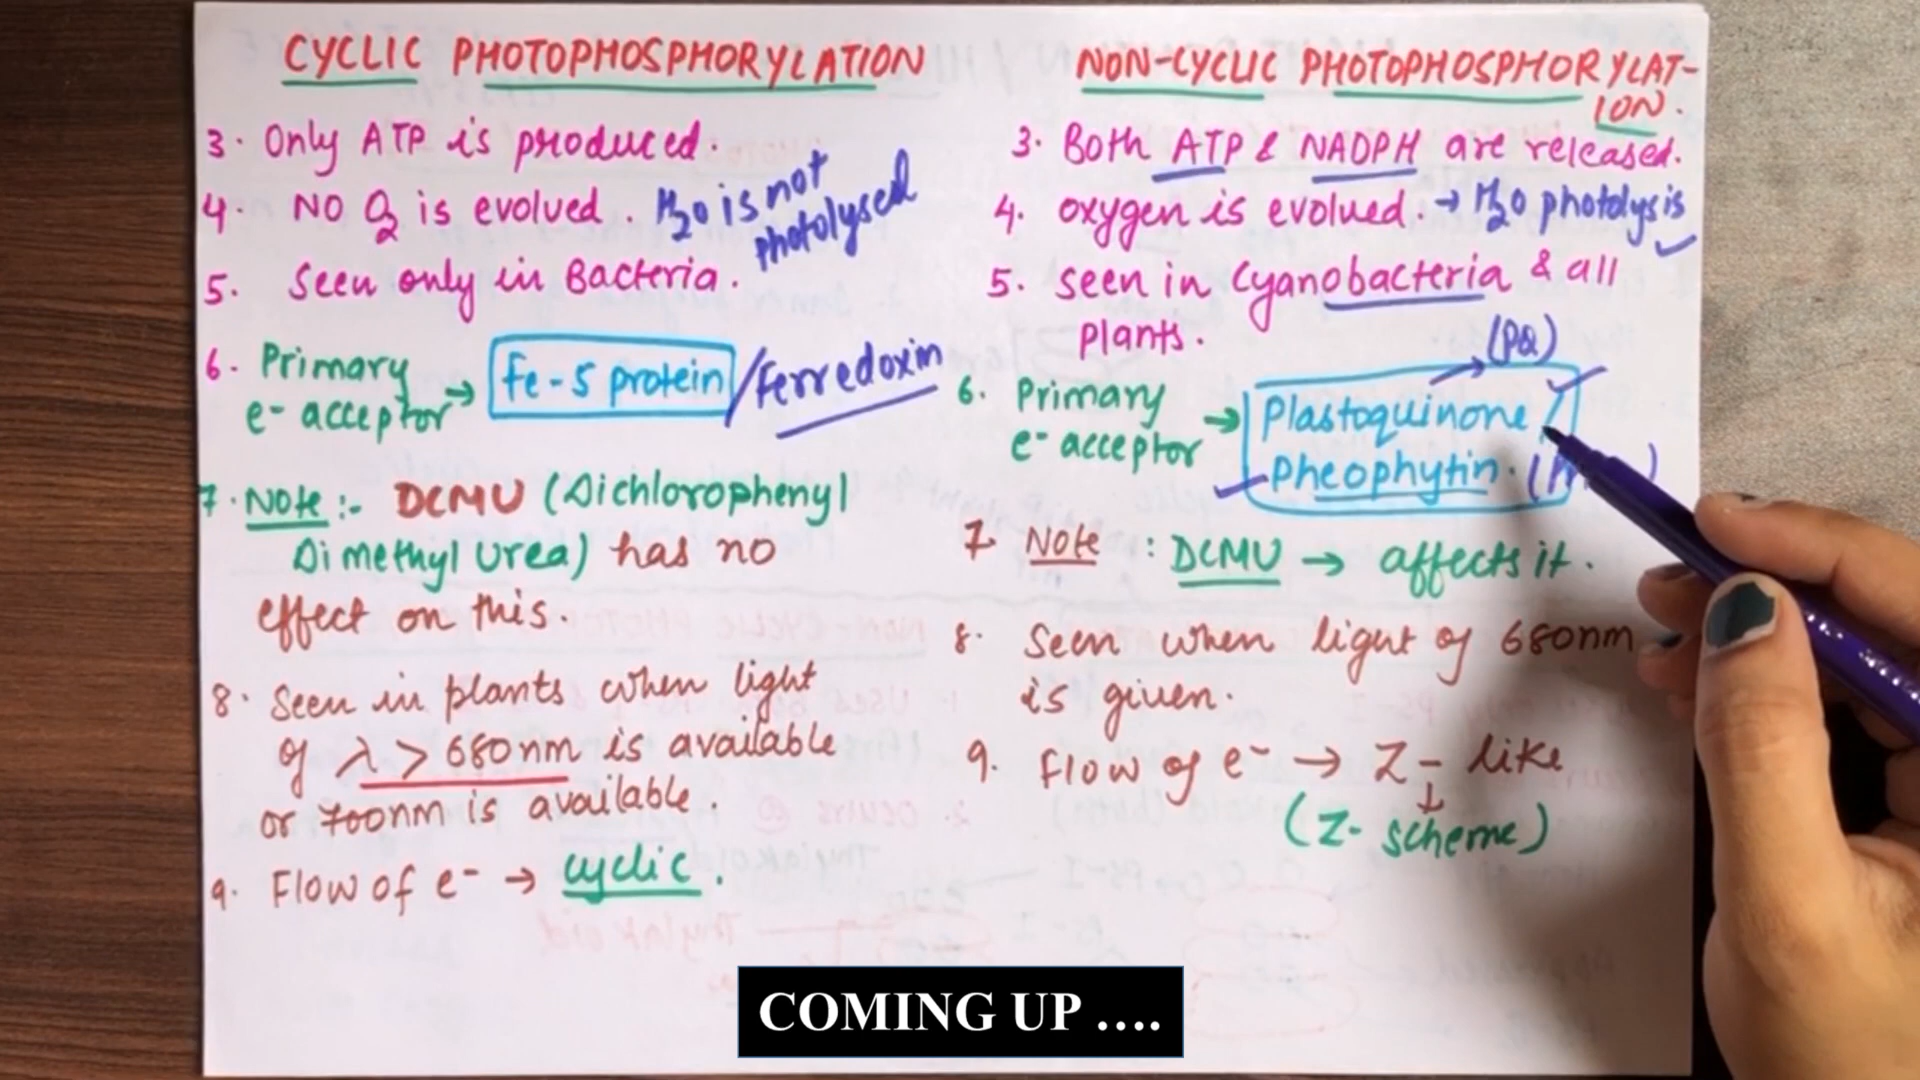 CYCLIC PHOTOPHOSPHORYLATION
3. Only ATP is produced.
4. NO O2 is evolved. H2O is not
photolysed
5. Seen only in Bacteria.
6. Primary
e- acceptor → Fe-S protein / Ferredoxin
7. Note :- DCMU (Dichlorophenyl
Dimethyl Urea) has no
effect on this.
8. Seen in plants when light
of λ > 680nm is available
or 700nm is available.
9. Flow of e- → cyclic.
NON-CYCLIC PHOTOPHOSPHORYLAT-
ION.
3. Both ATP & NADPH are released.
4. oxygen is evolved. → H2O photolysis
5. seen in Cyanobacteria & all
plants.
(PQ)
6. Primary
e- acceptor → Plastoquinone /
Pheophytin.
7. Note : DCMU → affects it.
8. Seen when light of 680nm
is given.
9. Flow of e- → Z- like
(Z- scheme)
COMING UP ....